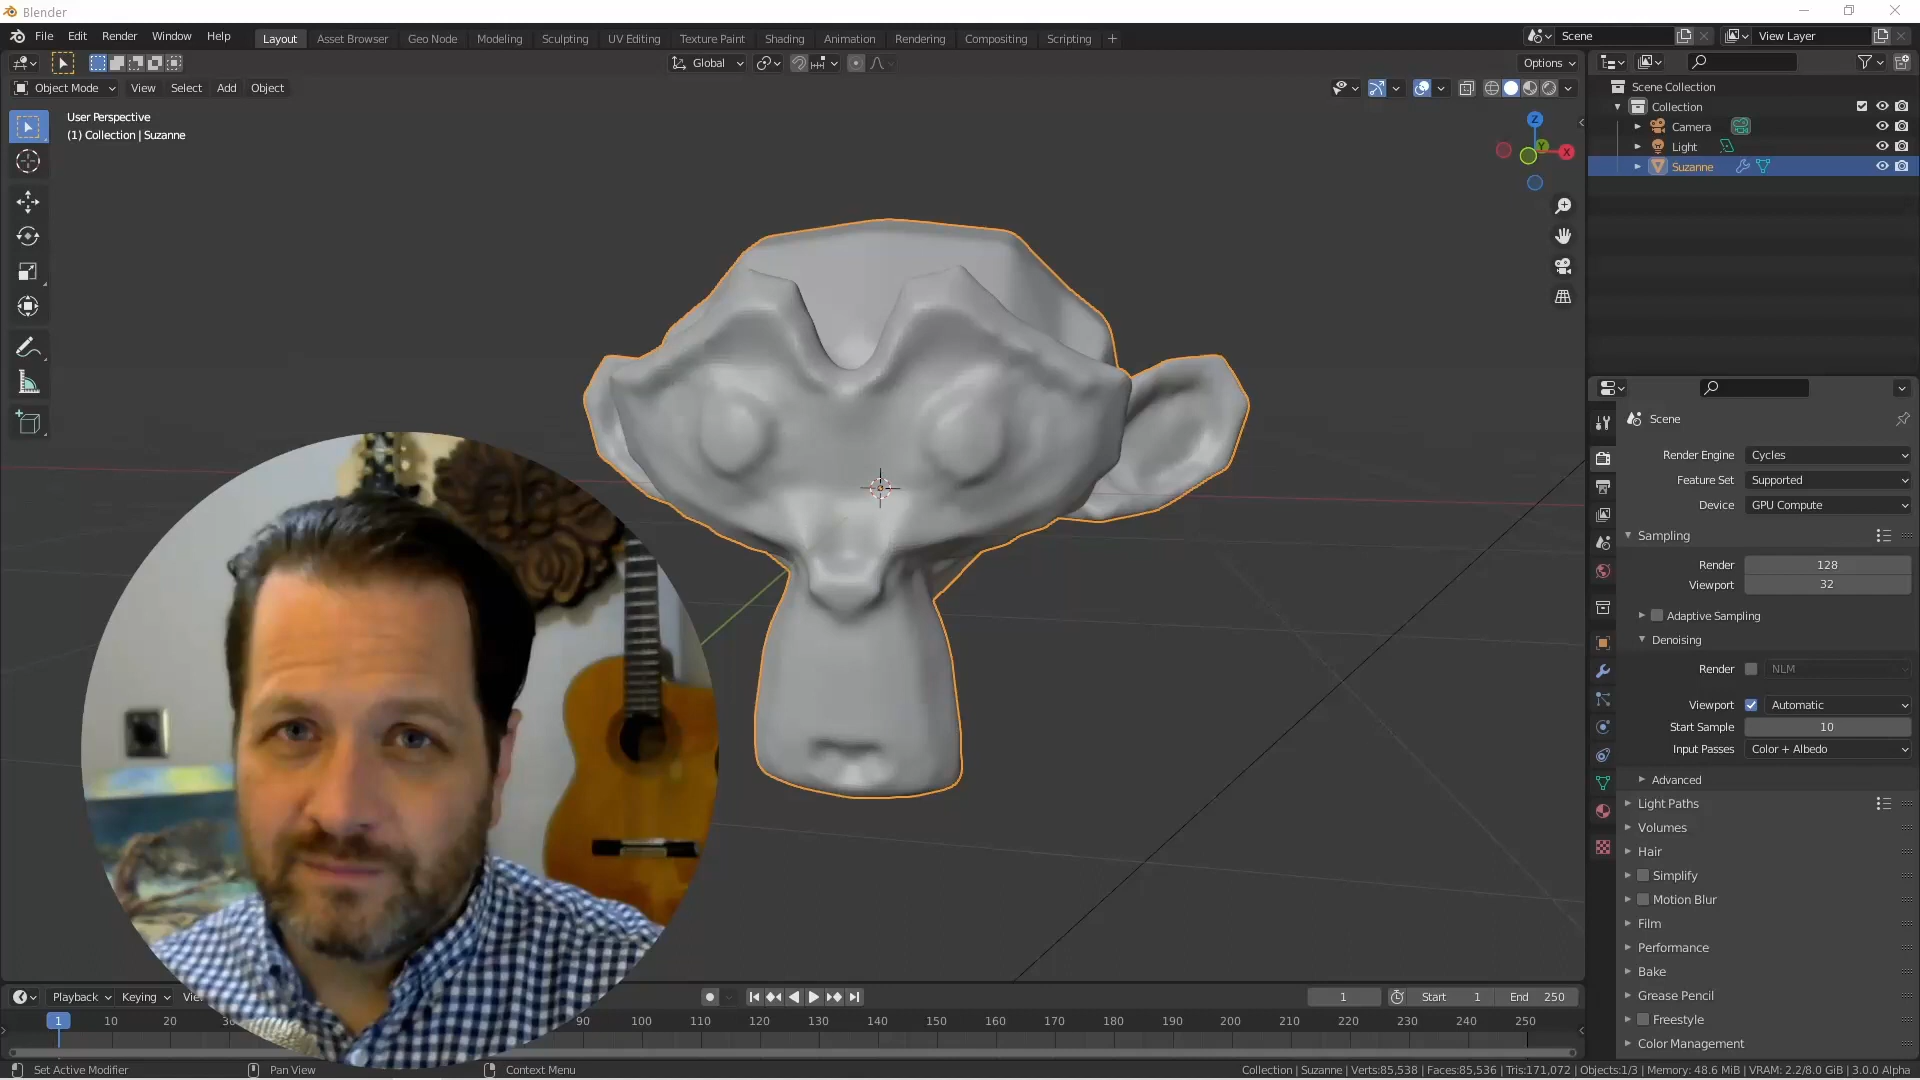 Blender
File Edit Render Window Help
Layout Asset Browser Geo Node Modeling Sculpting UV Editing Texture Paint Shading Animation Rendering Compositing Scripting +
Scene
View Layer
Global
Options
Object Mode View Select Add Object
User Perspective
(1) Collection | Suzanne
Z
Y
X
Scene Collection
Collection
Camera
Light
Suzanne
Scene
Render Engine Cycles
Feature Set Supported
Device GPU Compute
Sampling
Render 128
Viewport 32
Adaptive Sampling
Denoising
Render NLM
Viewport Automatic
Start Sample 10
Input Passes Color + Albedo
Advanced
Light Paths
Volumes
Hair
Simplify
Motion Blur
Film
Performance
Bake
Grease Pencil
Freestyle
Color Management
Playback Keying
1 Start 1 End 250
1 10 20 90 100 110 120 130 140 150 160 170 180 190 200 210 220 230 240 250
Set Active Modifier Pan View Context Menu
Collection | Suzanne | Verts:85,538 | Faces:85,536 | Tris:171,072 | Objects:1/3 | Memory: 48.6 MiB | VRAM: 2.2/8.0 GiB | 3.0.0 Alpha